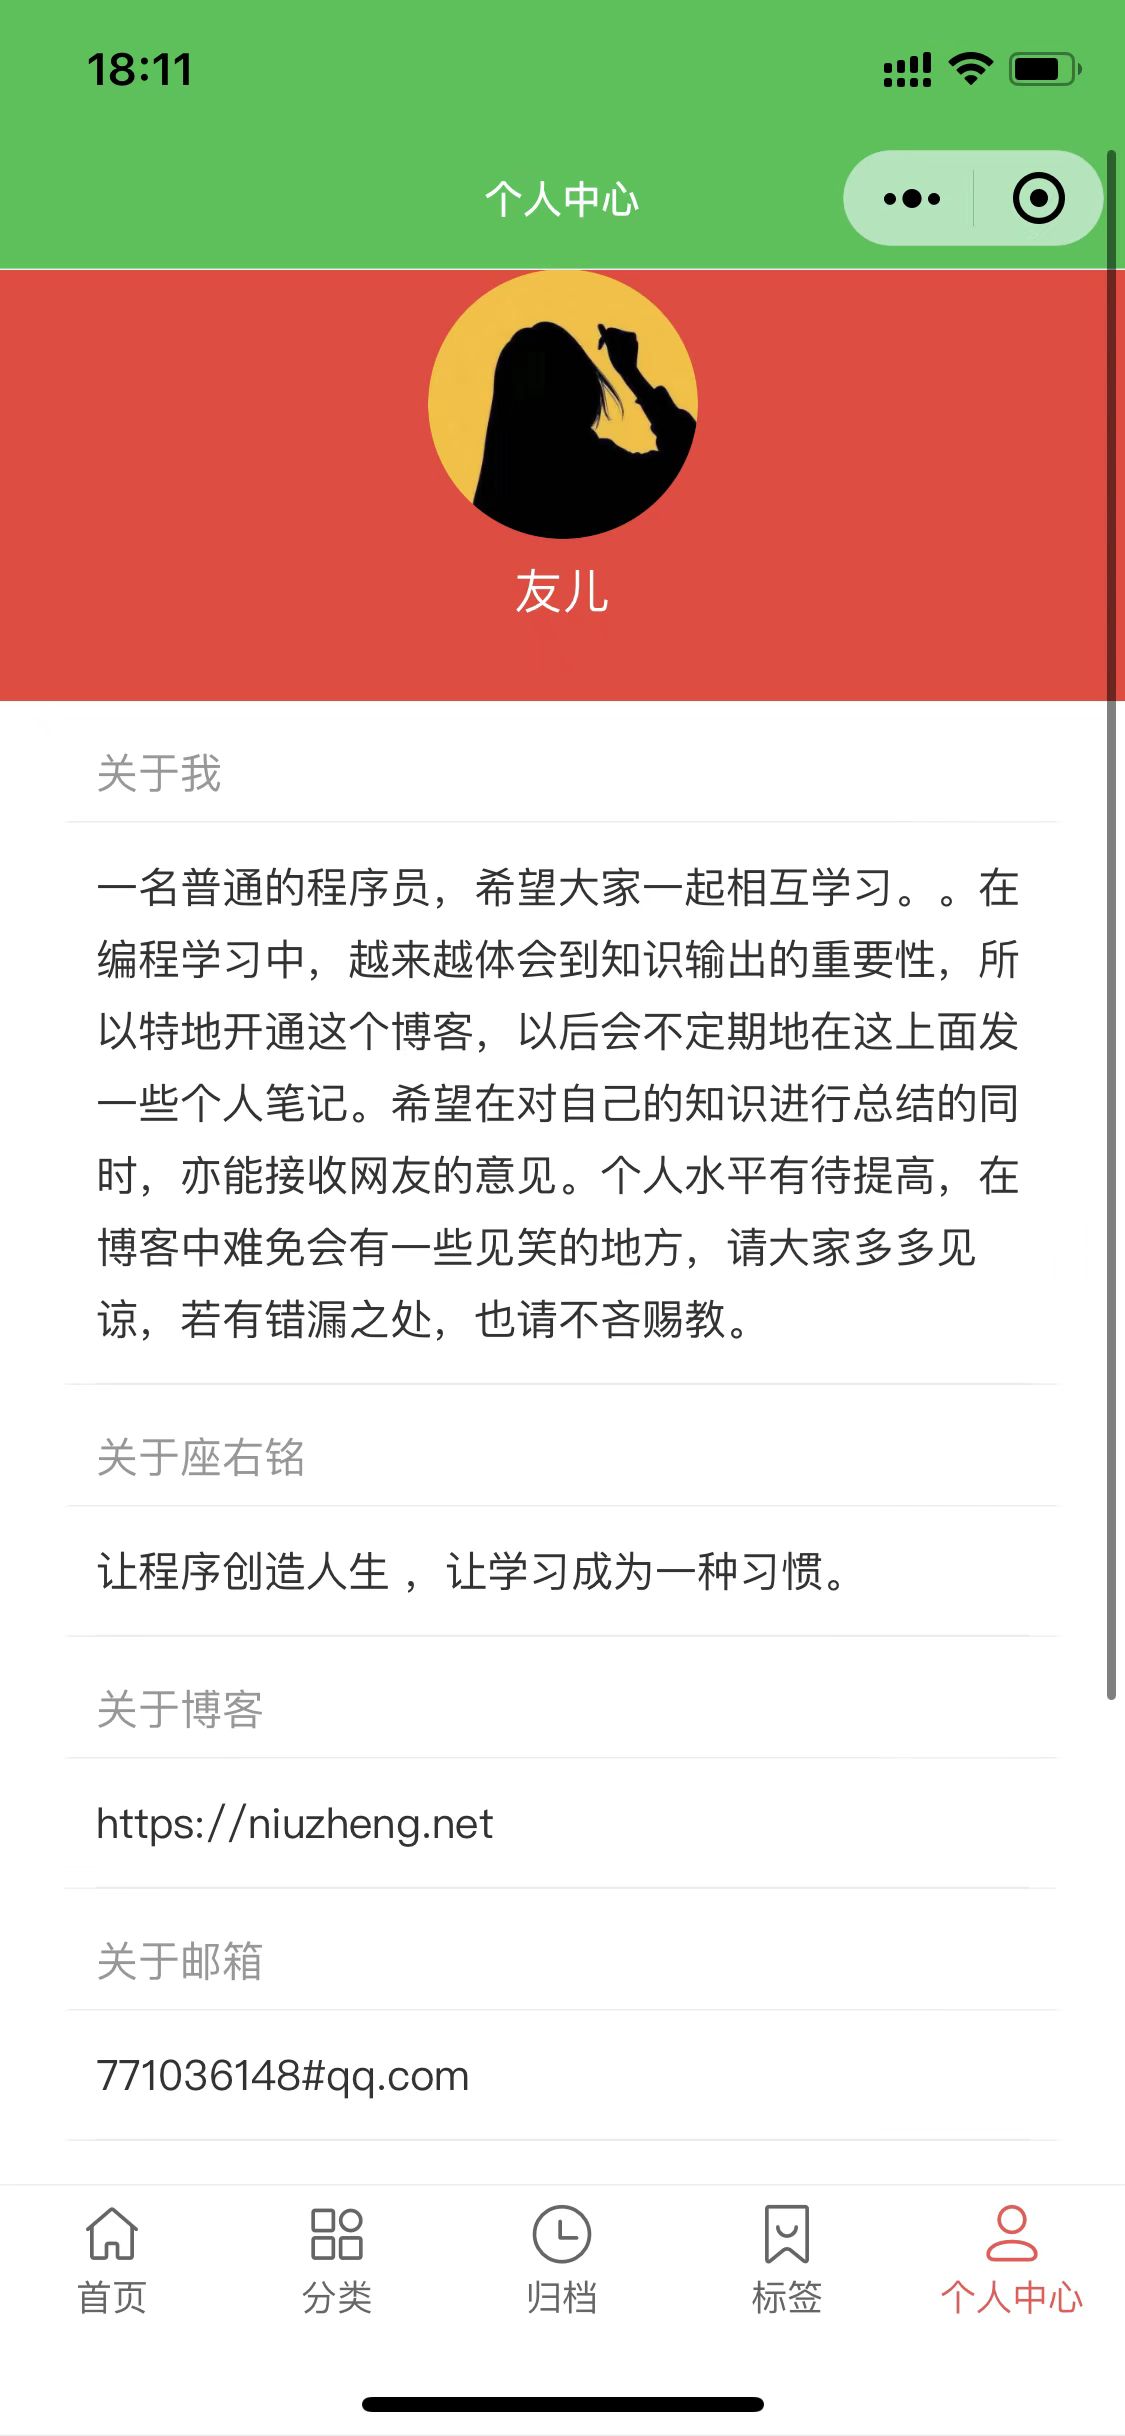 18:11
个人中心
友儿
关于我
一名普通的程序员，希望大家一起相互学习。。在
编程学习中，越来越体会到知识输出的重要性，所
以特地开通这个博客，以后会不定期地在这上面发
一些个人笔记。希望在对自己的知识进行总结的同
时，亦能接收网友的意见。个人水平有待提高，在
博客中难免会有一些见笑的地方，请大家多多见
谅，若有错漏之处，也请不吝赐教。
关于座右铭
让程序创造人生 ，让学习成为一种习惯。
关于博客
https://niuzheng.net
关于邮箱
771036148#qq.com
首页 分类 归档 标签 个人中心